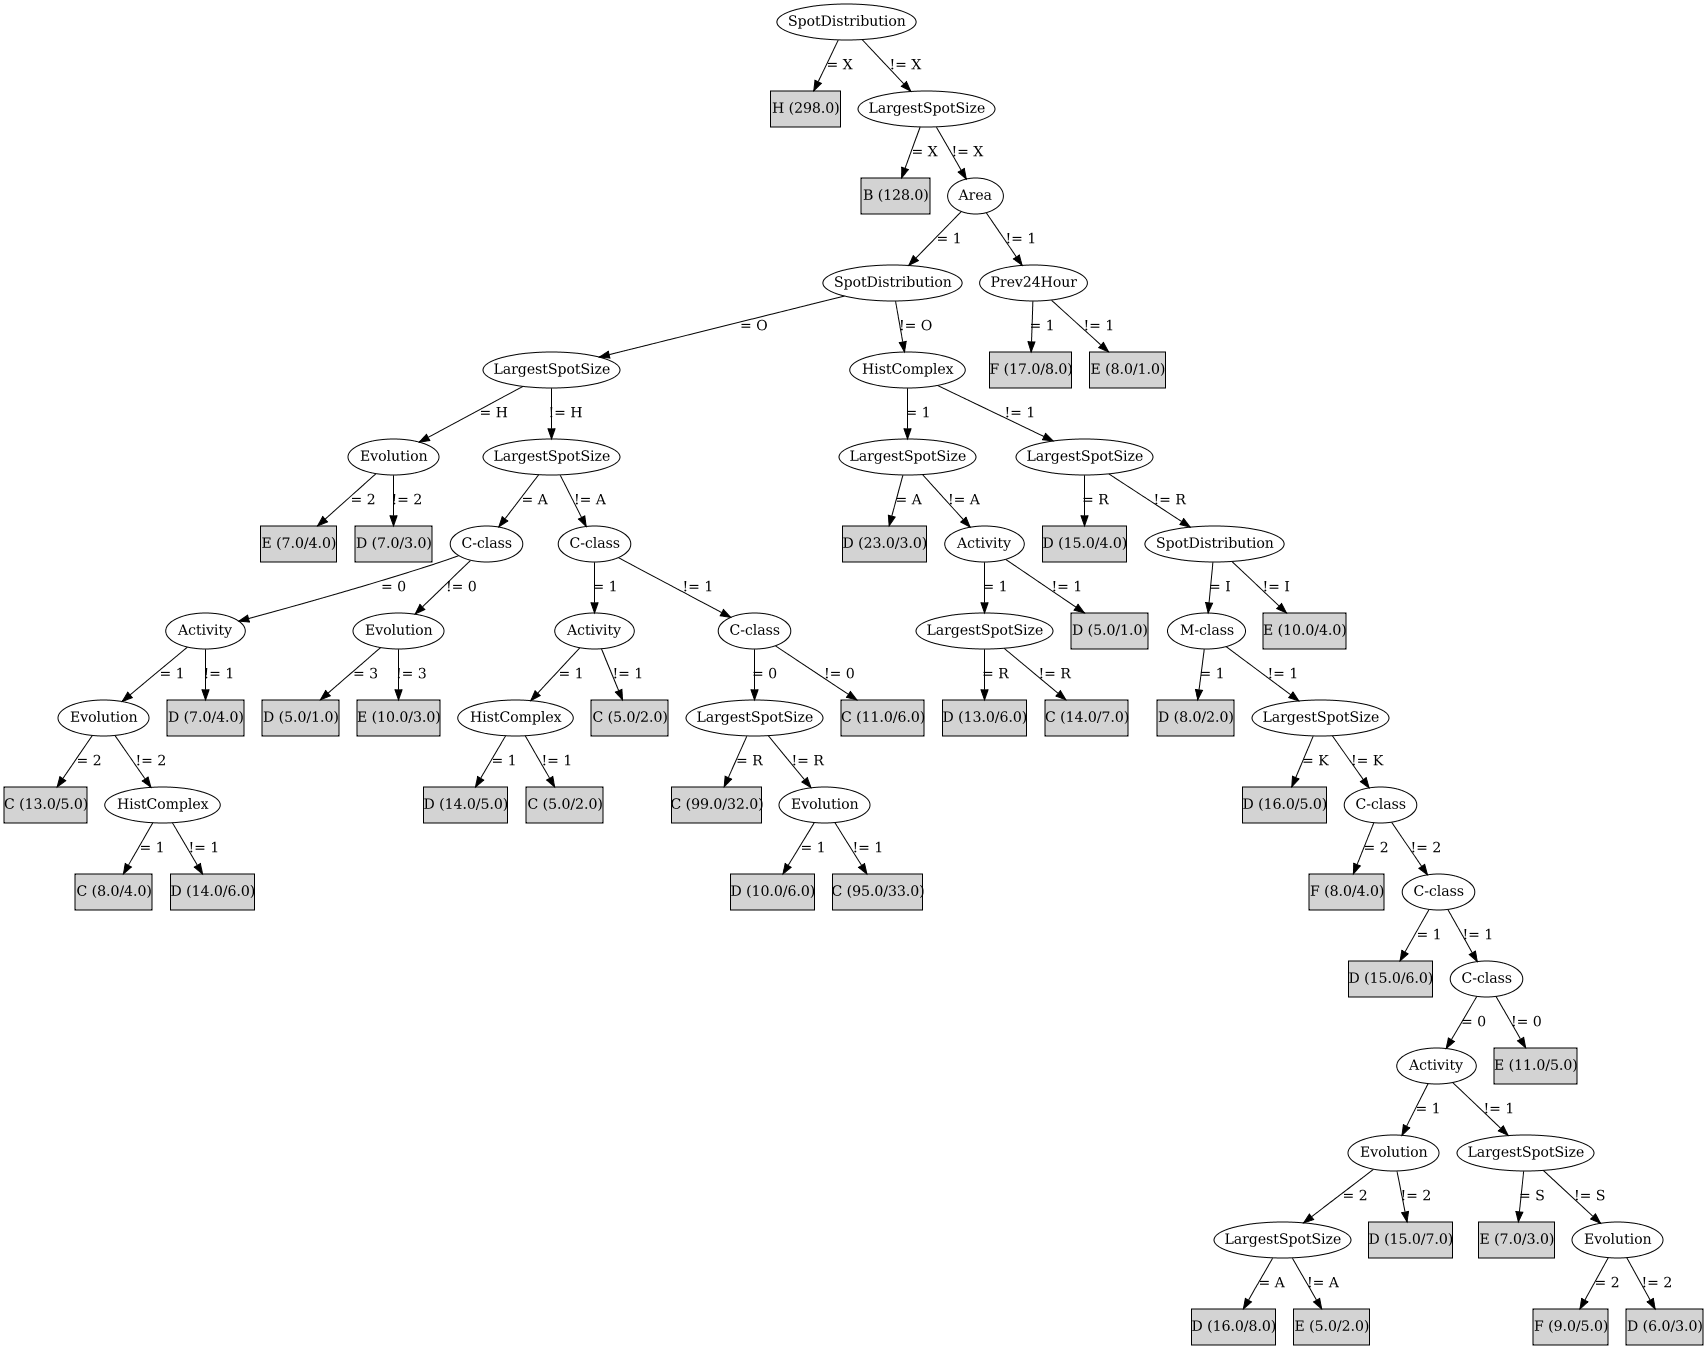 SpotDistribution
= X
!= X
H (298.0)
LargestSpotSize
= X
!= X
B (128.0)
Area
= 1
!= 1
SpotDistribution
Prev24Hour
= O
!= O
= 1
!= 1
LargestSpotSize
HistComplex
F (17.0/8.0)
E (8.0/1.0)
= H
!= H
= 1
!= 1
Evolution
LargestSpotSize
LargestSpotSize
LargestSpotSize
= 2
!= 2
= A
!= A
= A
!= A
= R
!= R
E (7.0/4.0)
D (7.0/3.0)
C-class
C-class
D (23.0/3.0)
Activity
D (15.0/4.0)
SpotDistribution
= 0
!= 0
= 1
!= 1
= 1
!= 1
= I
!= I
Activity
Evolution
Activity
C-class
LargestSpotSize
D (5.0/1.0)
M-class
E (10.0/4.0)
= 1
!= 1
= 3
!= 3
= 1
!= 1
= 0
!= 0
= R
!= R
= 1
!= 1
Evolution
D (7.0/4.0)
D (5.0/1.0)
E (10.0/3.0)
HistComplex
C (5.0/2.0)
LargestSpotSize
C (11.0/6.0)
D (13.0/6.0)
C (14.0/7.0)
D (8.0/2.0)
LargestSpotSize
= 2
!= 2
= 1
!= 1
= R
!= R
= K
!= K
C (13.0/5.0)
HistComplex
D (14.0/5.0)
C (5.0/2.0)
C (99.0/32.0)
Evolution
D (16.0/5.0)
C-class
= 1
!= 1
= 1
!= 1
= 2
!= 2
C (8.0/4.0)
D (14.0/6.0)
D (10.0/6.0)
C (95.0/33.0)
F (8.0/4.0)
C-class
= 1
!= 1
D (15.0/6.0)
C-class
= 0
!= 0
Activity
E (11.0/5.0)
= 1
!= 1
Evolution
LargestSpotSize
= 2
!= 2
= S
!= S
LargestSpotSize
D (15.0/7.0)
E (7.0/3.0)
Evolution
= A
!= A
= 2
!= 2
D (16.0/8.0)
E (5.0/2.0)
F (9.0/5.0)
D (6.0/3.0)